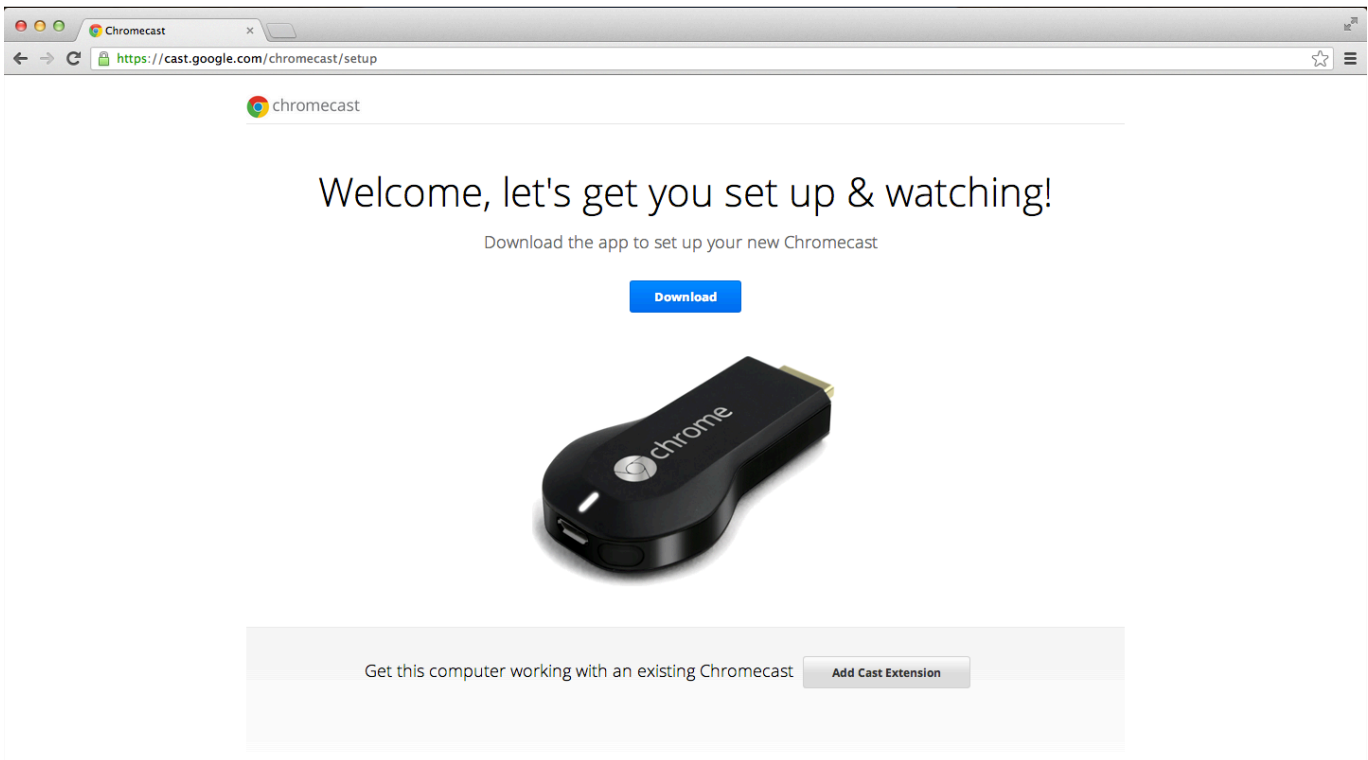 Chromecast
https://cast.google.com/chromecast/setup
chromecast
Welcome, let's get you set up & watching!
Download the app to set up your new Chromecast
Download
chrome
Get this computer working with an existing Chromecast
Add Cast Extension